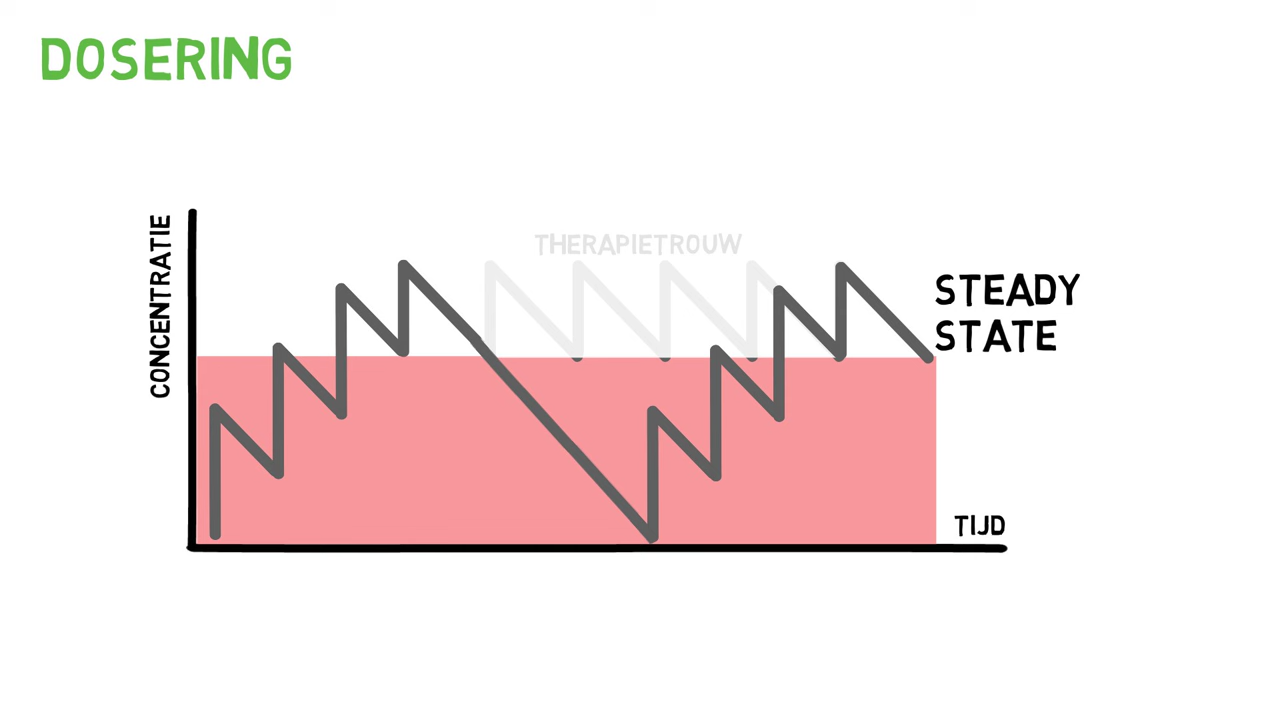 DOSERING
CONCENTRATIE
THERAPIETROUW
STEADY
STATE
TIJD